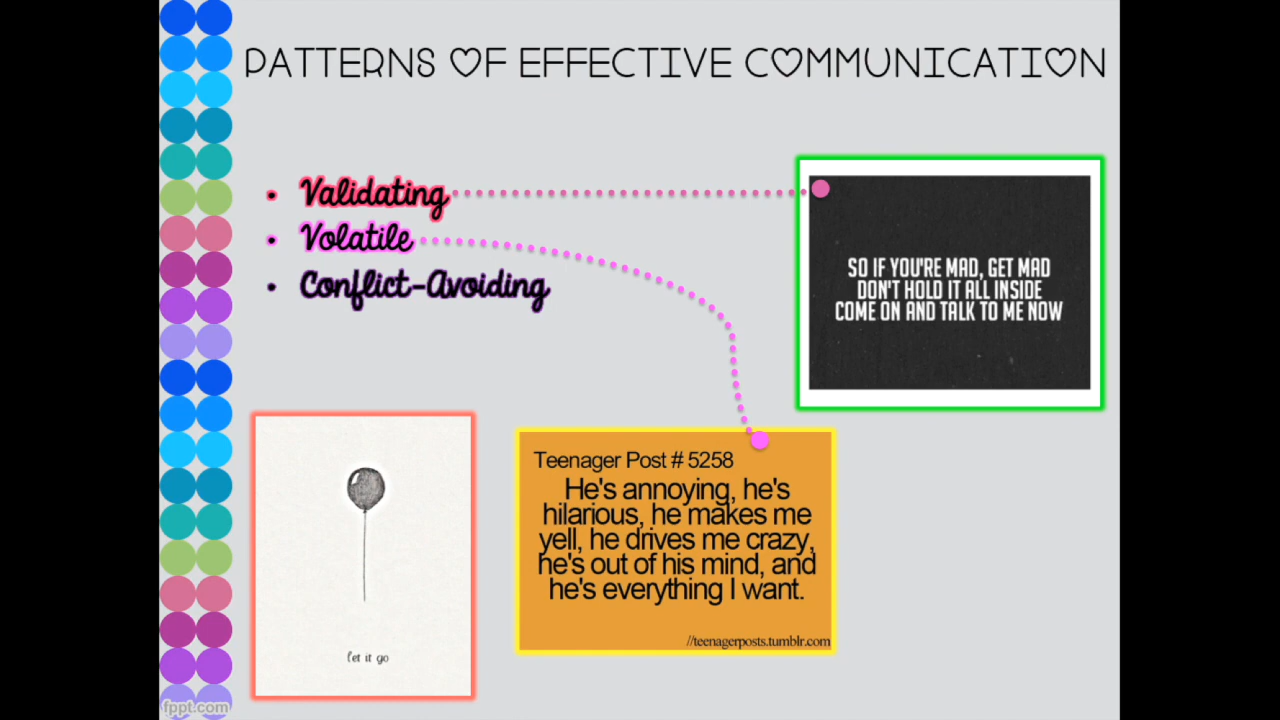 PATTERNS OF EFFECTIVE COMMUNICATION
• Validating
• Volatile
• Conflict-Avoiding
SO IF YOU'RE MAD, GET MAD
DON'T HOLD IT ALL INSIDE
COME ON AND TALK TO ME NOW
let it go
Teenager Post # 5258
He's annoying, he's
hilarious, he makes me
yell, he drives me crazy,
he's out of his mind, and
he's everything I want.
//teenagerposts.tumblr.com
fppt.com